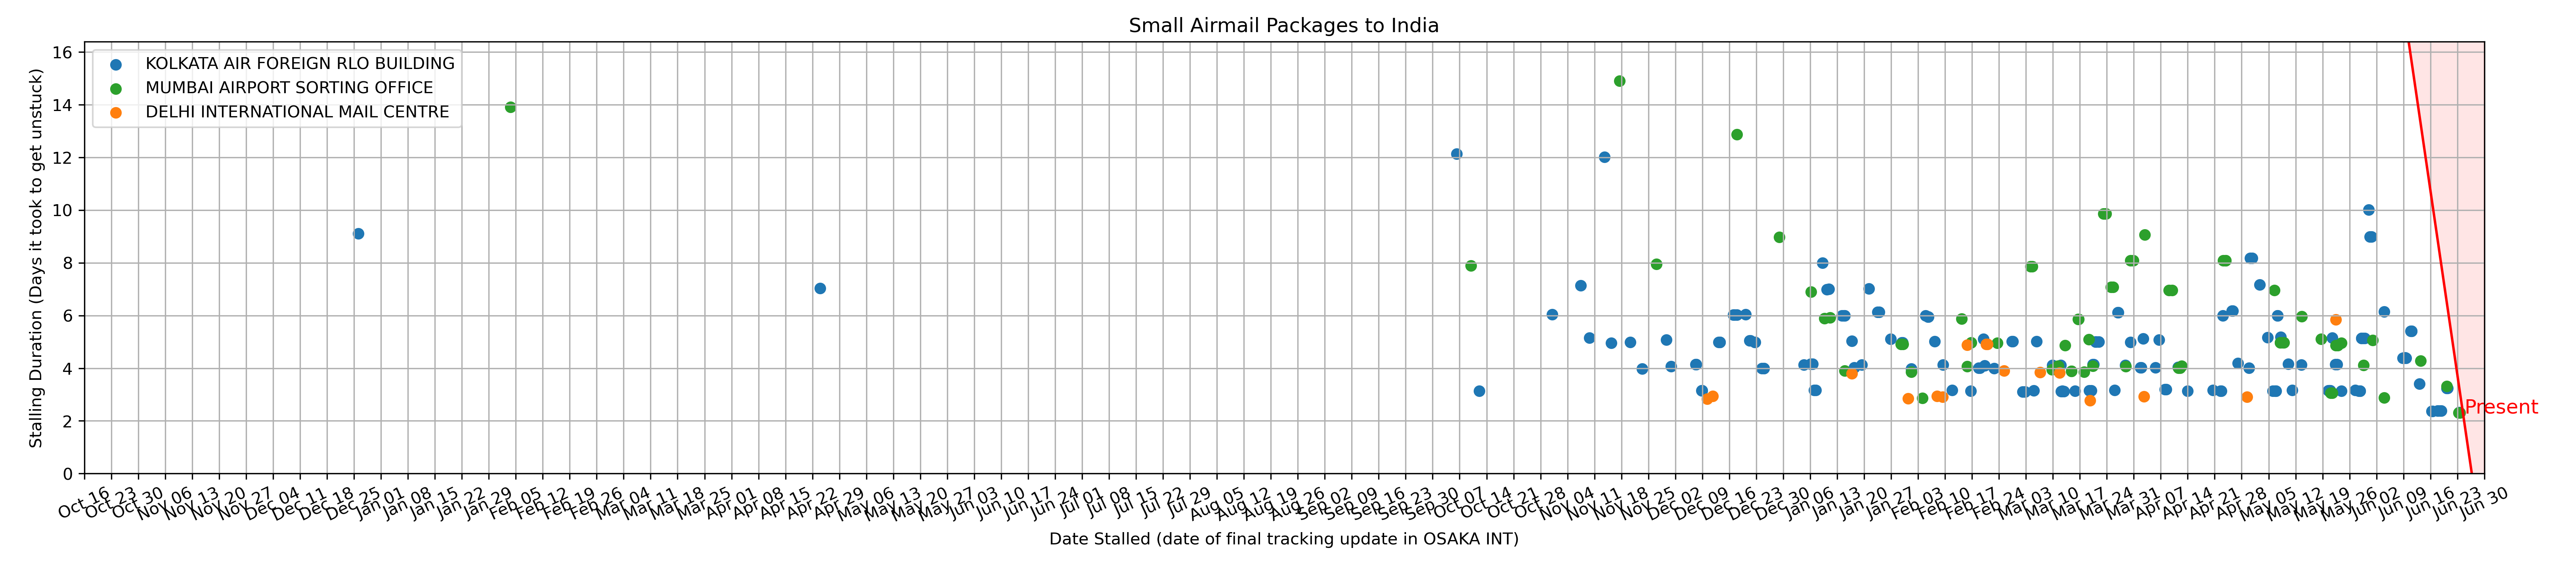 Small Airmail Packages to India
KOLKATA AIR FOREIGN RLO BUILDING
MUMBAI AIRPORT SORTING OFFICE
DELHI INTERNATIONAL MAIL CENTRE
Stalling Duration (Days it took to get unstuck)
16
14
12
10
8
6
4
2
0
Present
Oct 16
Oct 23
Oct 30
Nov 06
Nov 13
Nov 20
Nov 27
Dec 04
Dec 11
Dec 18
Dec 25
Jan 01
Jan 08
Jan 15
Jan 22
Jan 29
Feb 05
Feb 12
Feb 19
Feb 26
Mar 04
Mar 11
Mar 18
Mar 25
Apr 01
Apr 08
Apr 15
Apr 22
Apr 29
May 06
May 13
May 20
May 27
Jun 03
Jun 10
Jun 17
Jun 24
Jul 01
Jul 08
Jul 15
Jul 22
Jul 29
Aug 05
Aug 12
Aug 19
Aug 26
Sep 02
Sep 09
Sep 16
Sep 23
Sep 30
Oct 07
Oct 14
Oct 21
Oct 28
Nov 04
Nov 11
Nov 18
Nov 25
Dec 02
Dec 09
Dec 16
Dec 23
Dec 30
Jan 06
Jan 13
Jan 20
Jan 27
Feb 03
Feb 10
Feb 17
Feb 24
Mar 03
Mar 10
Mar 17
Mar 24
Mar 31
Apr 07
Apr 14
Apr 21
Apr 28
May 05
May 12
May 19
May 26
Jun 02
Jun 09
Jun 16
Jun 23
Jun 30
Date Stalled (date of final tracking update in OSAKA INT)